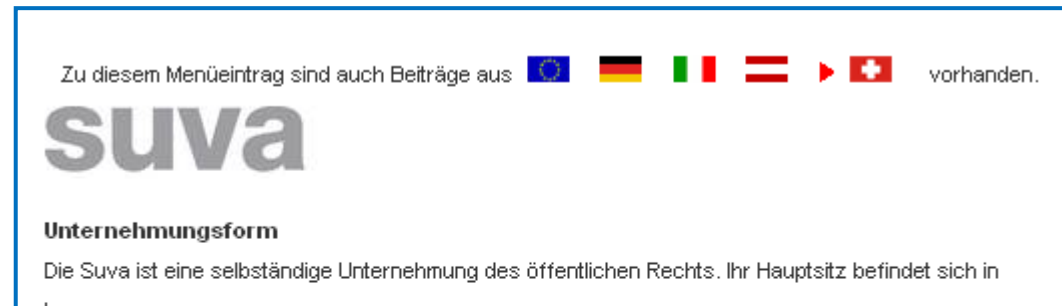 Zu diesem Menüeintrag sind auch Beiträge aus vorhanden.
suva
Unternehmungsform
Die Suva ist eine selbständige Unternehmung des öffentlichen Rechts. Ihr Hauptsitz befindet sich in